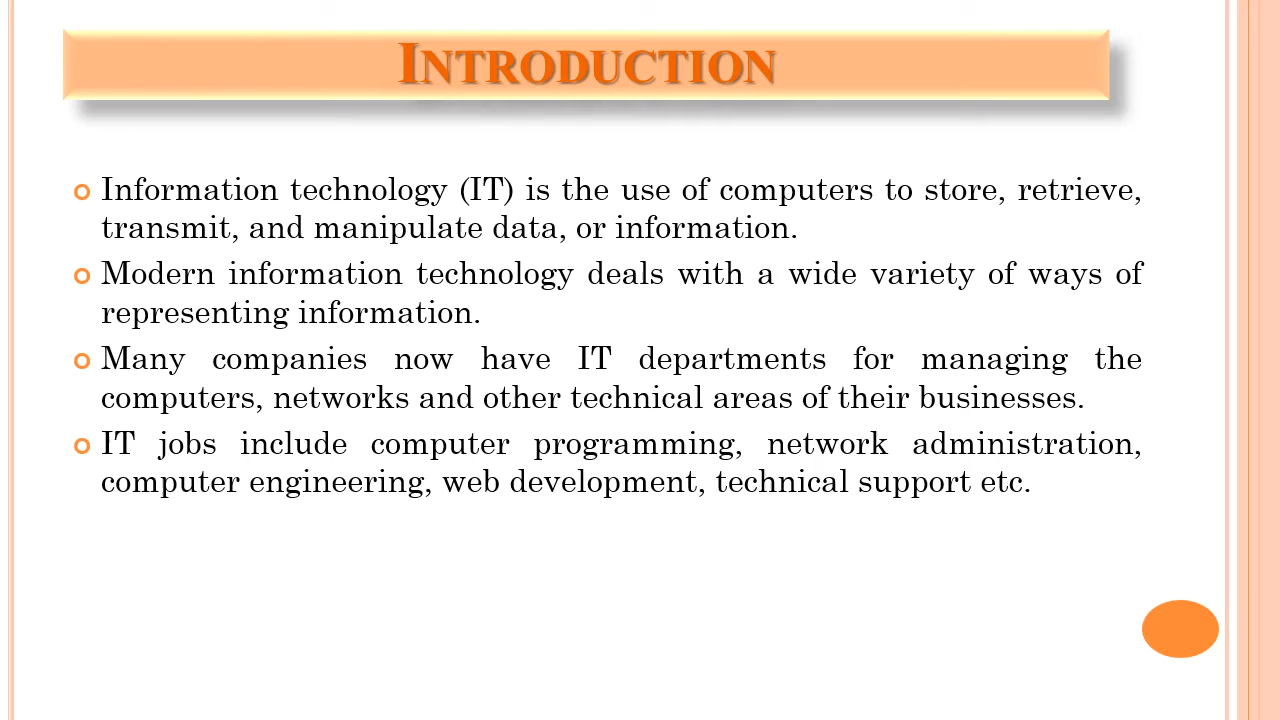 INTRODUCTION
Information technology (IT) is the use of computers to store, retrieve,
transmit, and manipulate data, or information.
Modern information technology deals with a wide variety of ways of
representing information.
Many companies now have IT departments for managing the
computers, networks and other technical areas of their businesses.
IT jobs include computer programming, network administration,
computer engineering, web development, technical support etc.